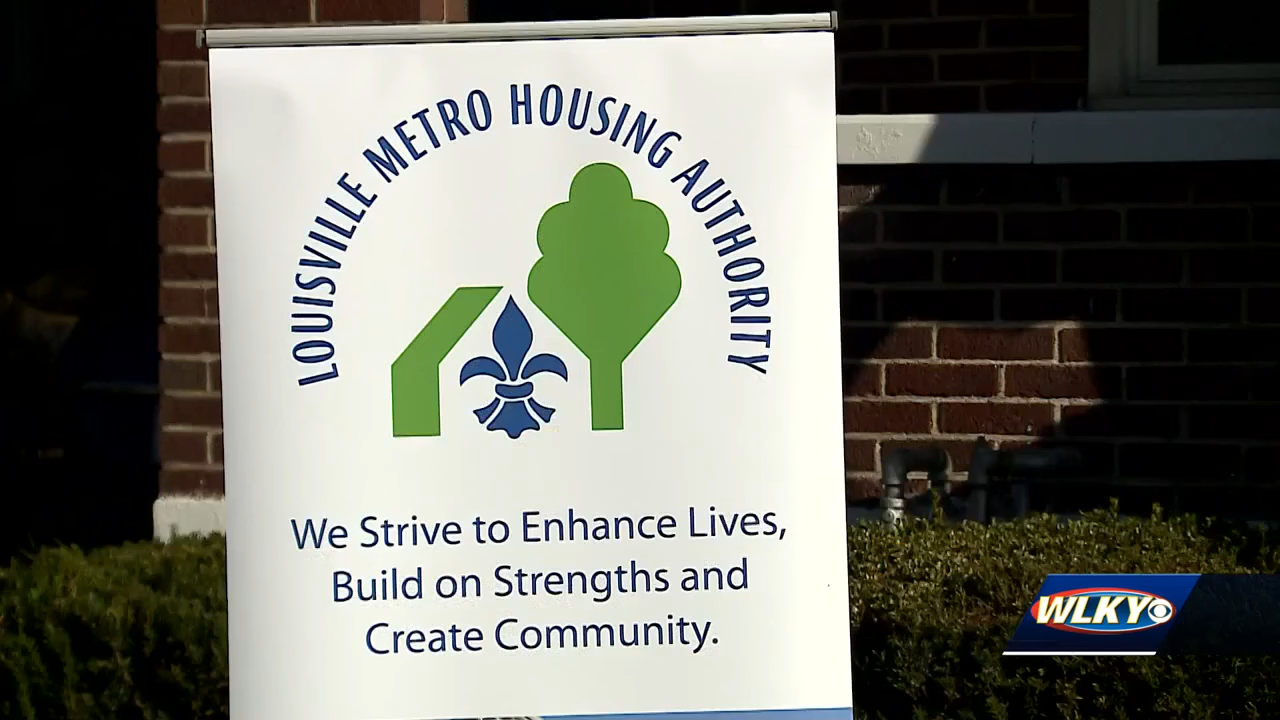 LOUISVILLE METRO HOUSING AUTHORITY
We Strive to Enhance Lives,
Build on Strengths and
Create Community.
WLKY